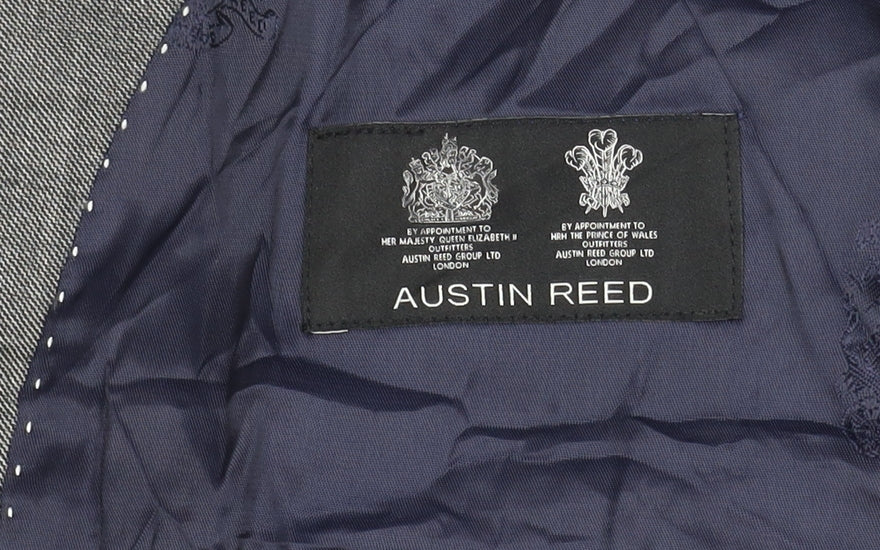 BY APPOINTMENT TO
HER MAJESTY QUEEN ELIZABETH II
OUTFITTERS
AUSTIN REED GROUP LTD
LONDON
BY APPOINTMENT TO
HRH THE PRINCE OF WALES
OUTFITTERS
AUSTIN REED GROUP LTD
LONDON
AUSTIN REED